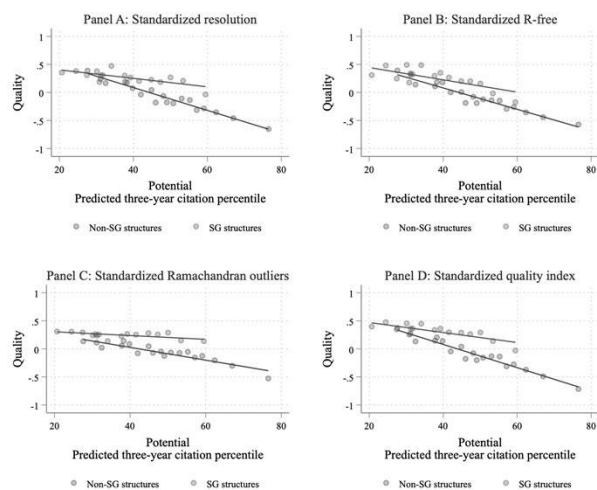 Panel A: Standardized resolution
1
.5
0
-.5
-1
Quality
20 40 60 80
Potential
Predicted three-year citation percentile
Non-SG structures SG structures
Panel B: Standardized R-free
1
.5
0
-.5
-1
Quality
20 40 60 80
Potential
Predicted three-year citation percentile
Non-SG structures SG structures
Panel C: Standardized Ramachandran outliers
1
.5
0
-.5
-1
Quality
20 40 60 80
Potential
Predicted three-year citation percentile
Non-SG structures SG structures
Panel D: Standardized quality index
1
.5
0
-.5
-1
Quality
20 40 60 80
Potential
Predicted three-year citation percentile
Non-SG structures SG structures